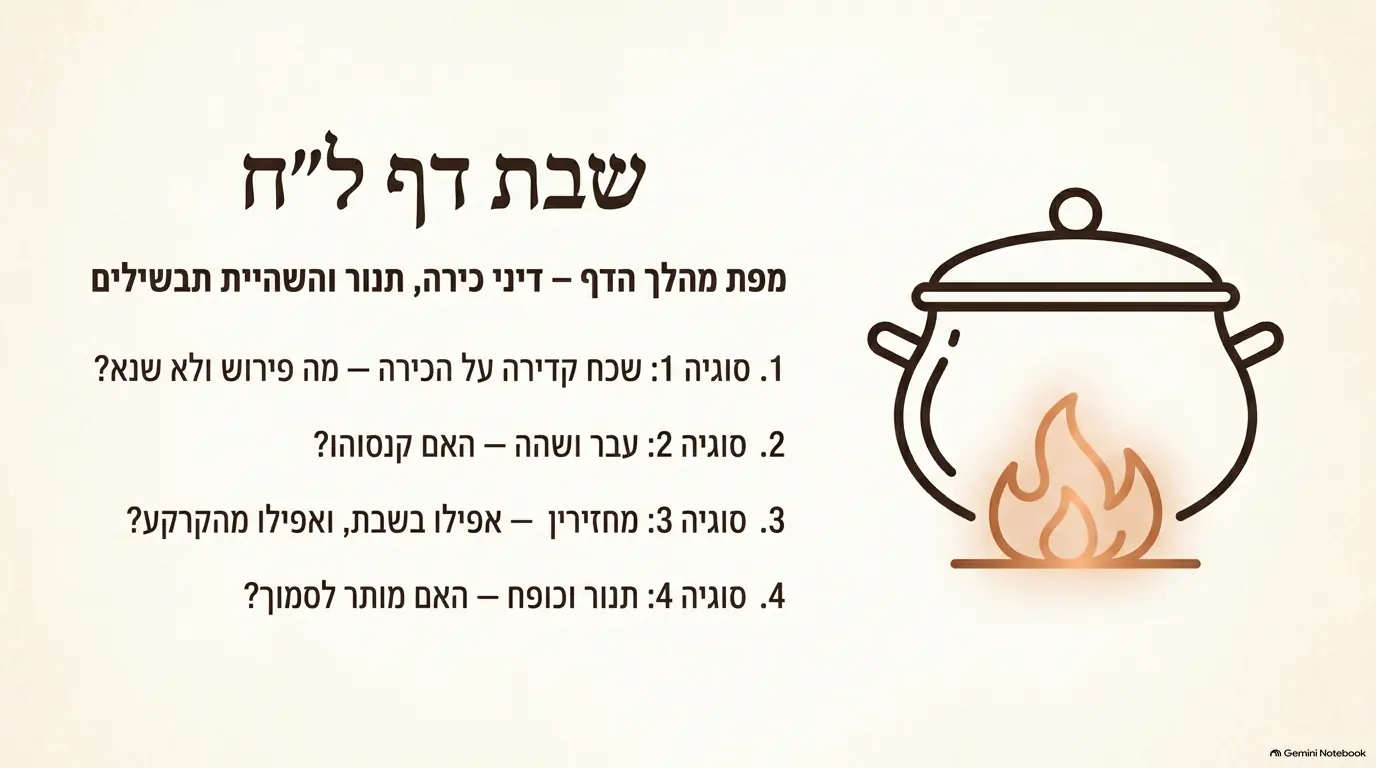 שבת דף ל״ח
מפת מהלך הדף – דיני כירה, תנור והשהיית תבשילים
1. סוגיה 1: שכח קדירה על הכירה – מה פירוש ולא שנא?
2. סוגיה 2: עבר ושהה – האם קנסוהו?
3. סוגיה 3: מחזירין – אפילו בשבת, ואפילו מהקרקע?
4. סוגיה 4: תנור וכופח – האם מותר לסמוך?
Gemini Notebook